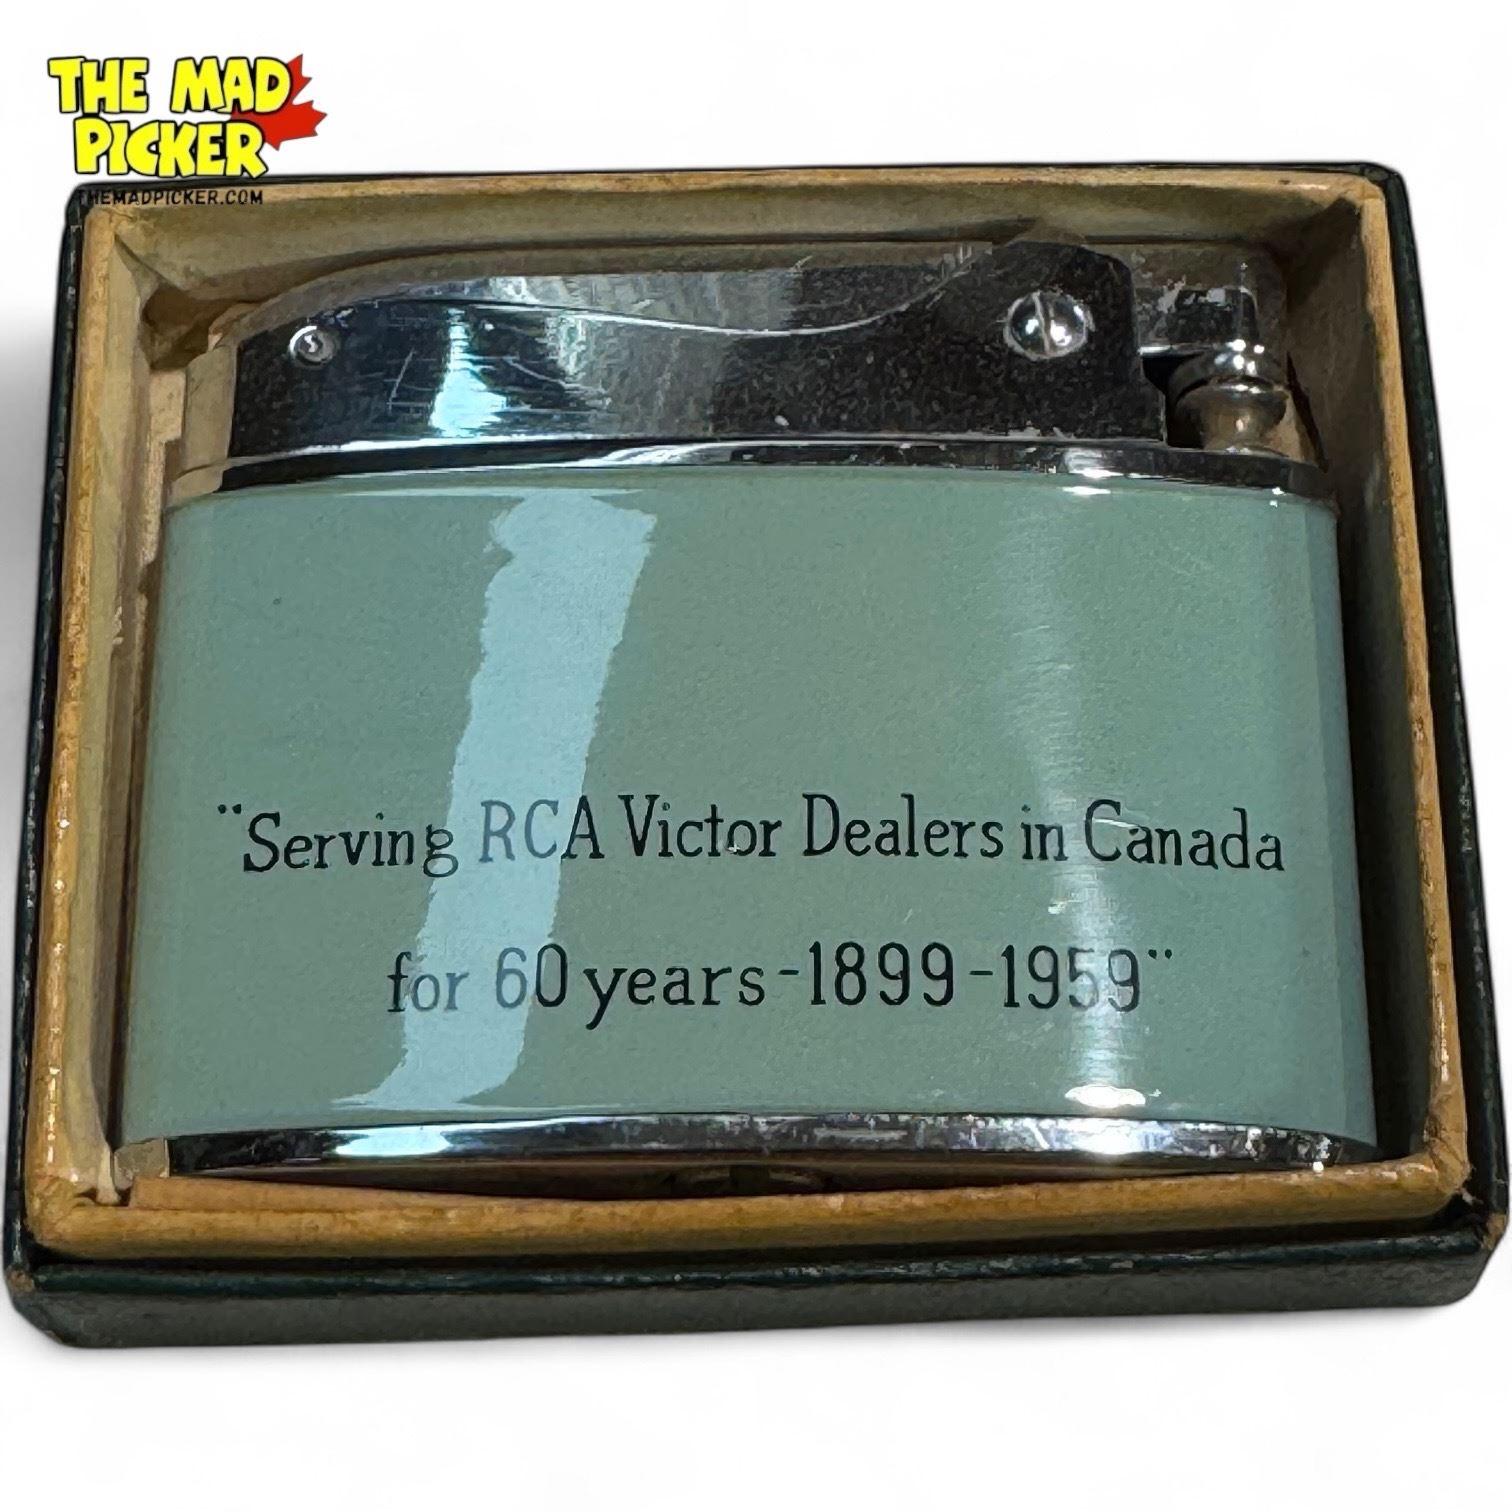 THE MAD
PICKER
THEMADPICKER.COM
"Serving RCA Victor Dealers in Canada
for 60 years-1899-1959"